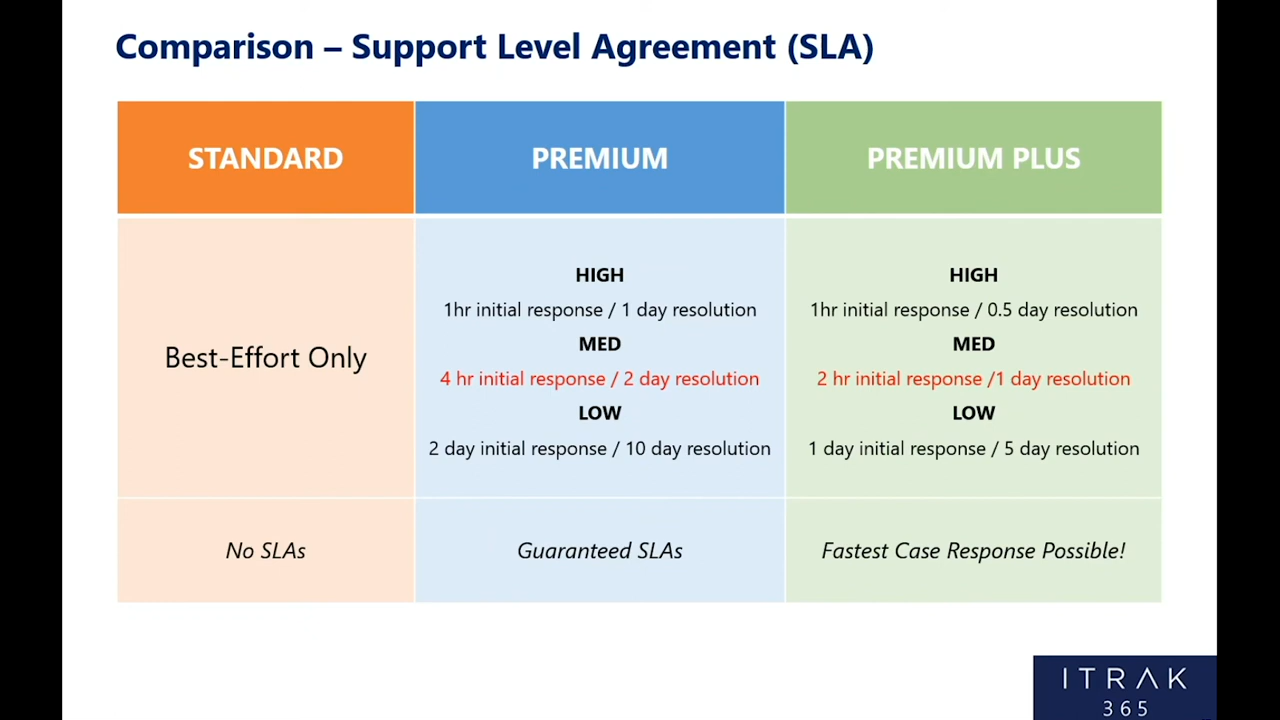 Comparison – Support Level Agreement (SLA)
STANDARD
PREMIUM
PREMIUM PLUS
Best-Effort Only
HIGH
1hr initial response / 1 day resolution
MED
4 hr initial response / 2 day resolution
LOW
2 day initial response / 10 day resolution
HIGH
1hr initial response / 0.5 day resolution
MED
2 hr initial response /1 day resolution
LOW
1 day initial response / 5 day resolution
No SLAs
Guaranteed SLAs
Fastest Case Response Possible!
ITRAK
365